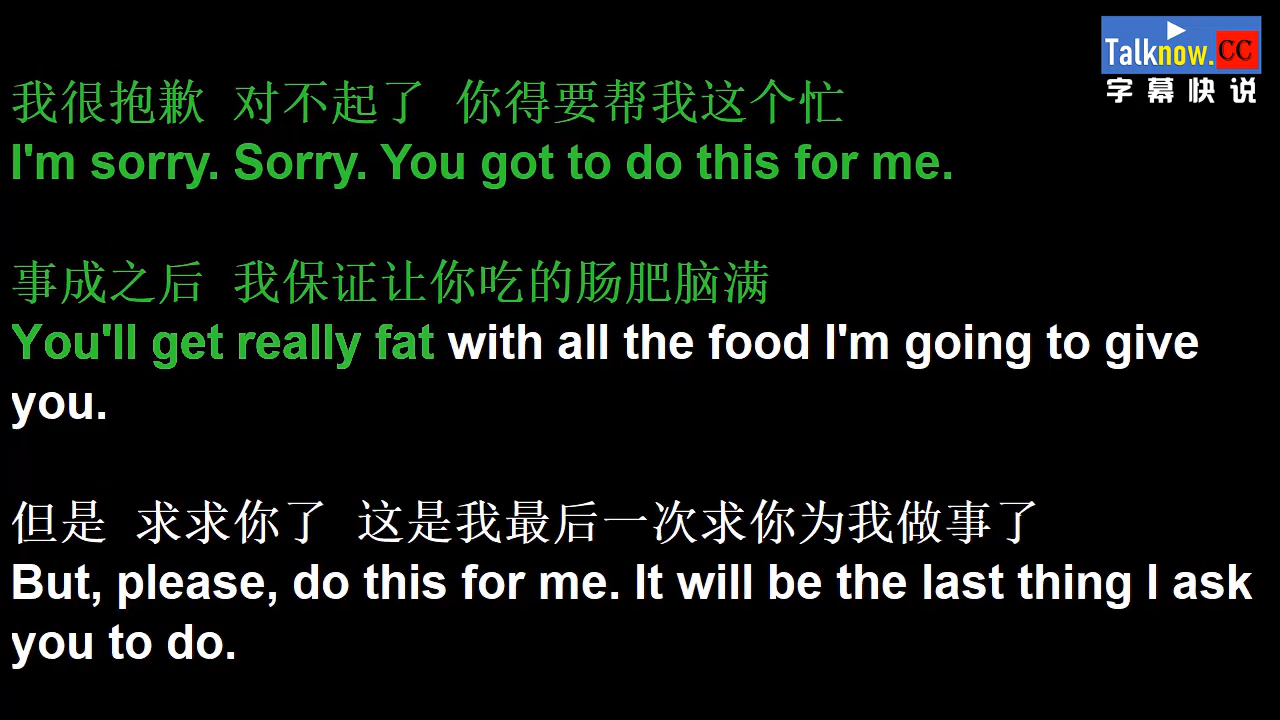 Talknow.CC
字幕快说
我很抱歉 对不起了 你得要帮我这个忙
I'm sorry. Sorry. You got to do this for me.
事成之后 我保证让你吃的肠肥脑满
You'll get really fat with all the food I'm going to give
you.
但是 求求你了 这是我最后一次求你为我做事了
But, please, do this for me. It will be the last thing I ask
you to do.